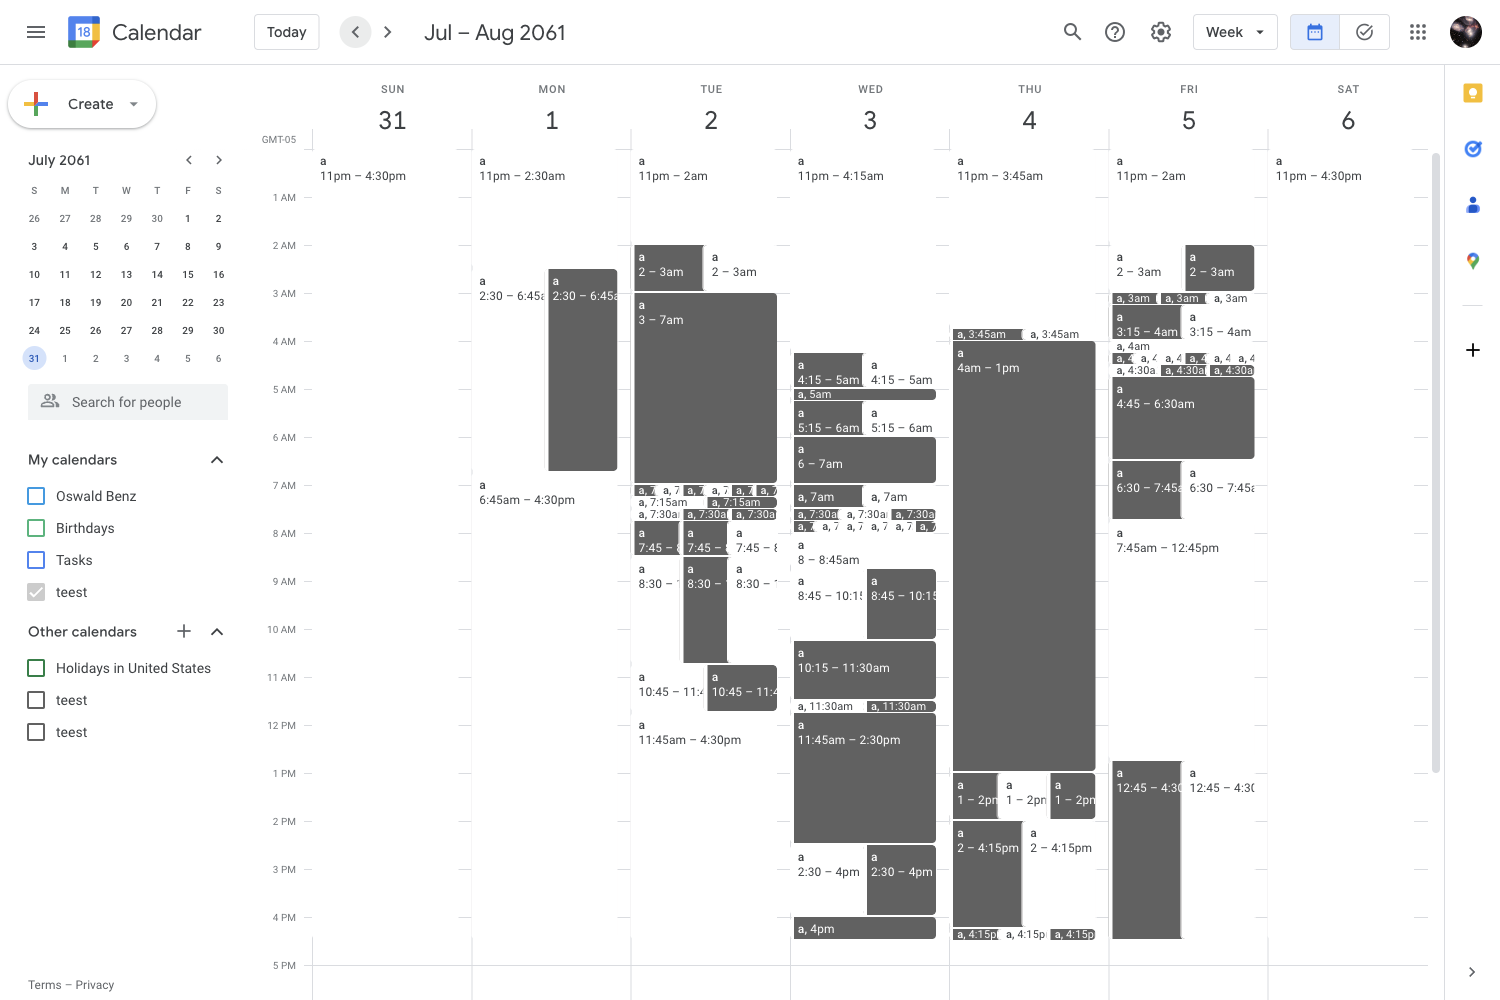 18 Calendar Today Jul – Aug 2061 Week
Create
July 2061
S M T W T F S
26 27 28 29 30 1 2
3 4 5 6 7 8 9
10 11 12 13 14 15 16
17 18 19 20 21 22 23
24 25 26 27 28 29 30
31 1 2 3 4 5 6
Search for people
My calendars
Oswald Benz
Birthdays
Tasks
teest
Other calendars
Holidays in United States
teest
teest
Terms – Privacy
GMT-05
1 AM
2 AM
3 AM
4 AM
5 AM
6 AM
7 AM
8 AM
9 AM
10 AM
11 AM
12 PM
1 PM
2 PM
3 PM
4 PM
5 PM
SUN
31
a
11pm – 4:30pm
MON
1
a
11pm – 2:30am
a
2:30 – 6:45a
a
2:30 – 6:45a
a
6:45am – 4:30pm
TUE
2
a
11pm – 2am
a
2 – 3am
a
2 – 3am
a
3 – 7am
a, 7 a, 7 a, 7 a, 7 a, 7 a, 7
a, 7:15am a, 7:15am
a, 7:30a a, 7:30a a, 7:30a
a
7:45 – 8
a
7:45 – 8
a
7:45 – 8
a
8:30 – 1
a
8:30 –
a
8:30 – 1
a
10:45 – 11:4
a
10:45 – 11:4
a
11:45am – 4:30pm
WED
3
a
11pm – 4:15am
a
4:15 – 5am
a
4:15 – 5am
a, 5am
a
5:15 – 6am
a
5:15 – 6am
a
6 – 7am
a, 7am a, 7am
a, 7:30a a, 7:30a a, 7:30a
a, 7 a, 7 a, 7 a, 7 a, 7
a
8 – 8:45am
a
8:45 – 10:15
a
8:45 – 10:15
a
10:15 – 11:30am
a, 11:30am a, 11:30am
a
11:45am – 2:30pm
a
2:30 – 4pm
a
2:30 – 4pm
a, 4pm
THU
4
a
11pm – 3:45am
a, 3:45am a, 3:45am
a
4am – 1pm
a
1 – 2pm
a
1 – 2pm
a
1 – 2pm
a
2 – 4:15pm
a
2 – 4:15pm
a, 4:15p a, 4:15p a, 4:15p
FRI
5
a
11pm – 2am
a
2 – 3am
a
2 – 3am
a, 3am a, 3am a, 3am
a
3:15 – 4am
a
3:15 – 4am
a, 4am
a, 4 a, 4 a, 4 a, 4 a, 4 a, 4
a, 4:30a a, 4:30a a, 4:30a
a
4:45 – 6:30am
a
6:30 – 7:45a
a
6:30 – 7:45a
a
7:45am – 12:45pm
a
12:45 – 4:30
a
12:45 – 4:30
SAT
6
a
11pm – 4:30pm